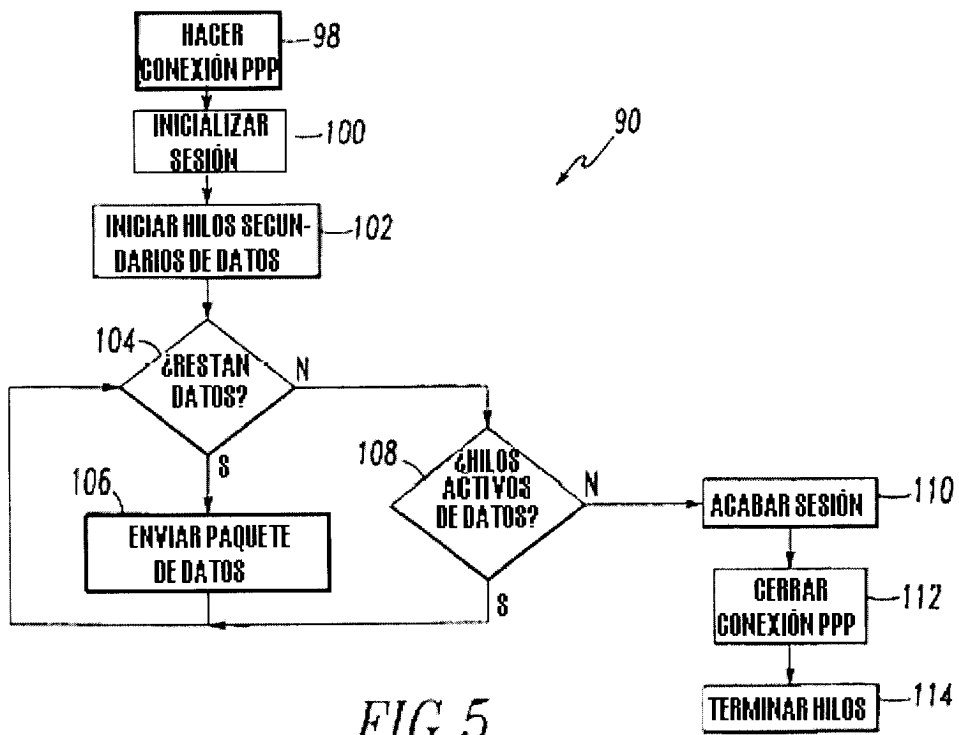 HACER
CONEXIÓN PPP
98
INICIALIZAR
SESIÓN
100
90
INICIAR HILOS SECUN-
DARIOS DE DATOS
102
104
¿RESTAN
DATOS?
N
S
106
ENVIAR PAQUETE
DE DATOS
108
¿HILOS
ACTIVOS
DE DATOS?
N
S
ACABAR SESIÓN
110
CERRAR
CONEXIÓN PPP
112
TERMINAR HILOS
114
FIG. 5